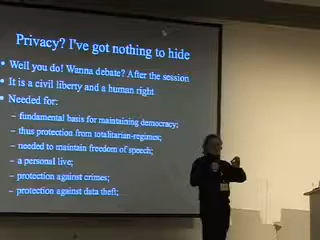 Privacy? I've got nothing to hide
• Well you do! Wanna debate? After the session
• It is a civil liberty and a human right
• Needed for:
– fundamental basis for maintaining democracy;
– thus protection from totalitarian-regimes;
– needed to maintain freedom of speech;
– a personal live;
– protection against crimes;
– protection against data theft;